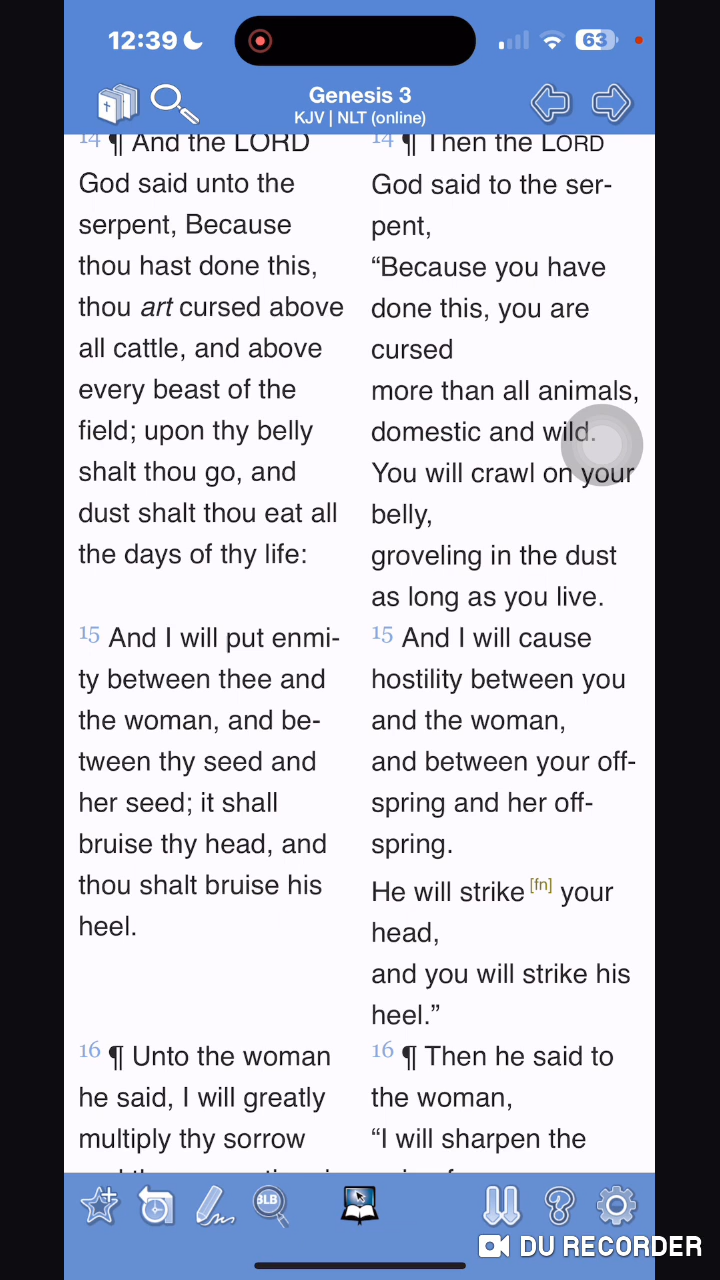 12:39
63
Genesis 3
KJV | NLT (online)
14 ¶ And the LORD
God said unto the
serpent, Because
thou hast done this,
thou art cursed above
all cattle, and above
every beast of the
field; upon thy belly
shalt thou go, and
dust shalt thou eat all
the days of thy life:
15 And I will put enmi-
ty between thee and
the woman, and be-
tween thy seed and
her seed; it shall
bruise thy head, and
thou shalt bruise his
heel.
16 ¶ Unto the woman
he said, I will greatly
multiply thy sorrow
14 ¶ Then the LORD
God said to the ser-
pent,
“Because you have
done this, you are
cursed
more than all animals,
domestic and wild.
You will crawl on your
belly,
groveling in the dust
as long as you live.
15 And I will cause
hostility between you
and the woman,
and between your off-
spring and her off-
spring.
He will strike [fn] your
head,
and you will strike his
heel.”
16 ¶ Then he said to
the woman,
“I will sharpen the
BLB
DU RECORDER